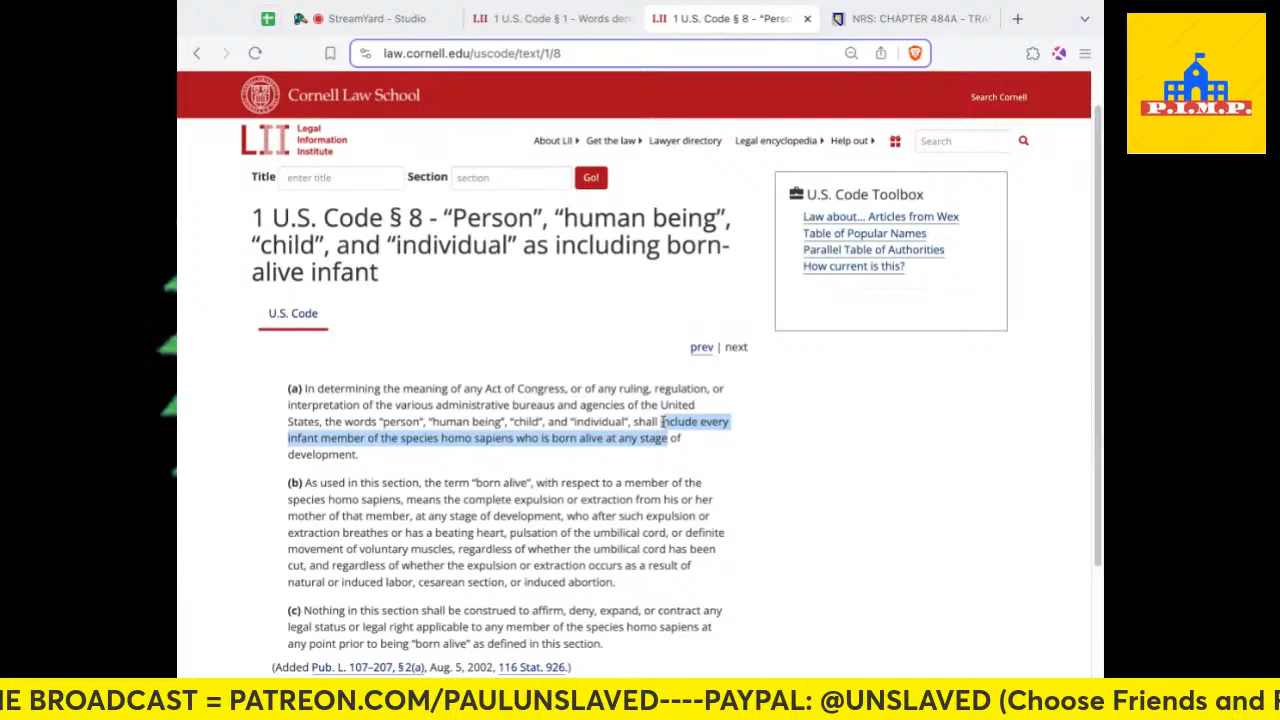 StreamYard - Studio
LII 1 U.S. Code § 1 - Words den
LII 1 U.S. Code § 8 - "Perso
NRS: CHAPTER 484A - TRA
law.cornell.edu/uscode/text/1/8
P.I.M.P.
Cornell Law School
Search Cornell
LII Legal Information Institute
About LII Get the law Lawyer directory Legal encyclopedia Help out
Search
Title enter title Section section Go!
U.S. Code Toolbox
Law about... Articles from Wex
Table of Popular Names
Parallel Table of Authorities
How current is this?
1 U.S. Code § 8 - “Person”, “human being”,
“child”, and “individual” as including born-
alive infant
U.S. Code
prev | next
(a) In determining the meaning of any Act of Congress, or of any ruling, regulation, or
interpretation of the various administrative bureaus and agencies of the United
States, the words “person”, “human being”, “child”, and “individual”, shall include every
infant member of the species homo sapiens who is born alive at any stage of
development.
(b) As used in this section, the term “born alive”, with respect to a member of the
species homo sapiens, means the complete expulsion or extraction from his or her
mother of that member, at any stage of development, who after such expulsion or
extraction breathes or has a beating heart, pulsation of the umbilical cord, or definite
movement of voluntary muscles, regardless of whether the umbilical cord has been
cut, and regardless of whether the expulsion or extraction occurs as a result of
natural or induced labor, cesarean section, or induced abortion.
(c) Nothing in this section shall be construed to affirm, deny, expand, or contract any
legal status or legal right applicable to any member of the species homo sapiens at
any point prior to being “born alive” as defined in this section.
(Added Pub. L. 107–207, § 2(a), Aug. 5, 2002, 116 Stat. 926.)
HE BROADCAST = PATREON.COM/PAULUNSLAVED----PAYPAL: @UNSLAVED (Choose Friends and F